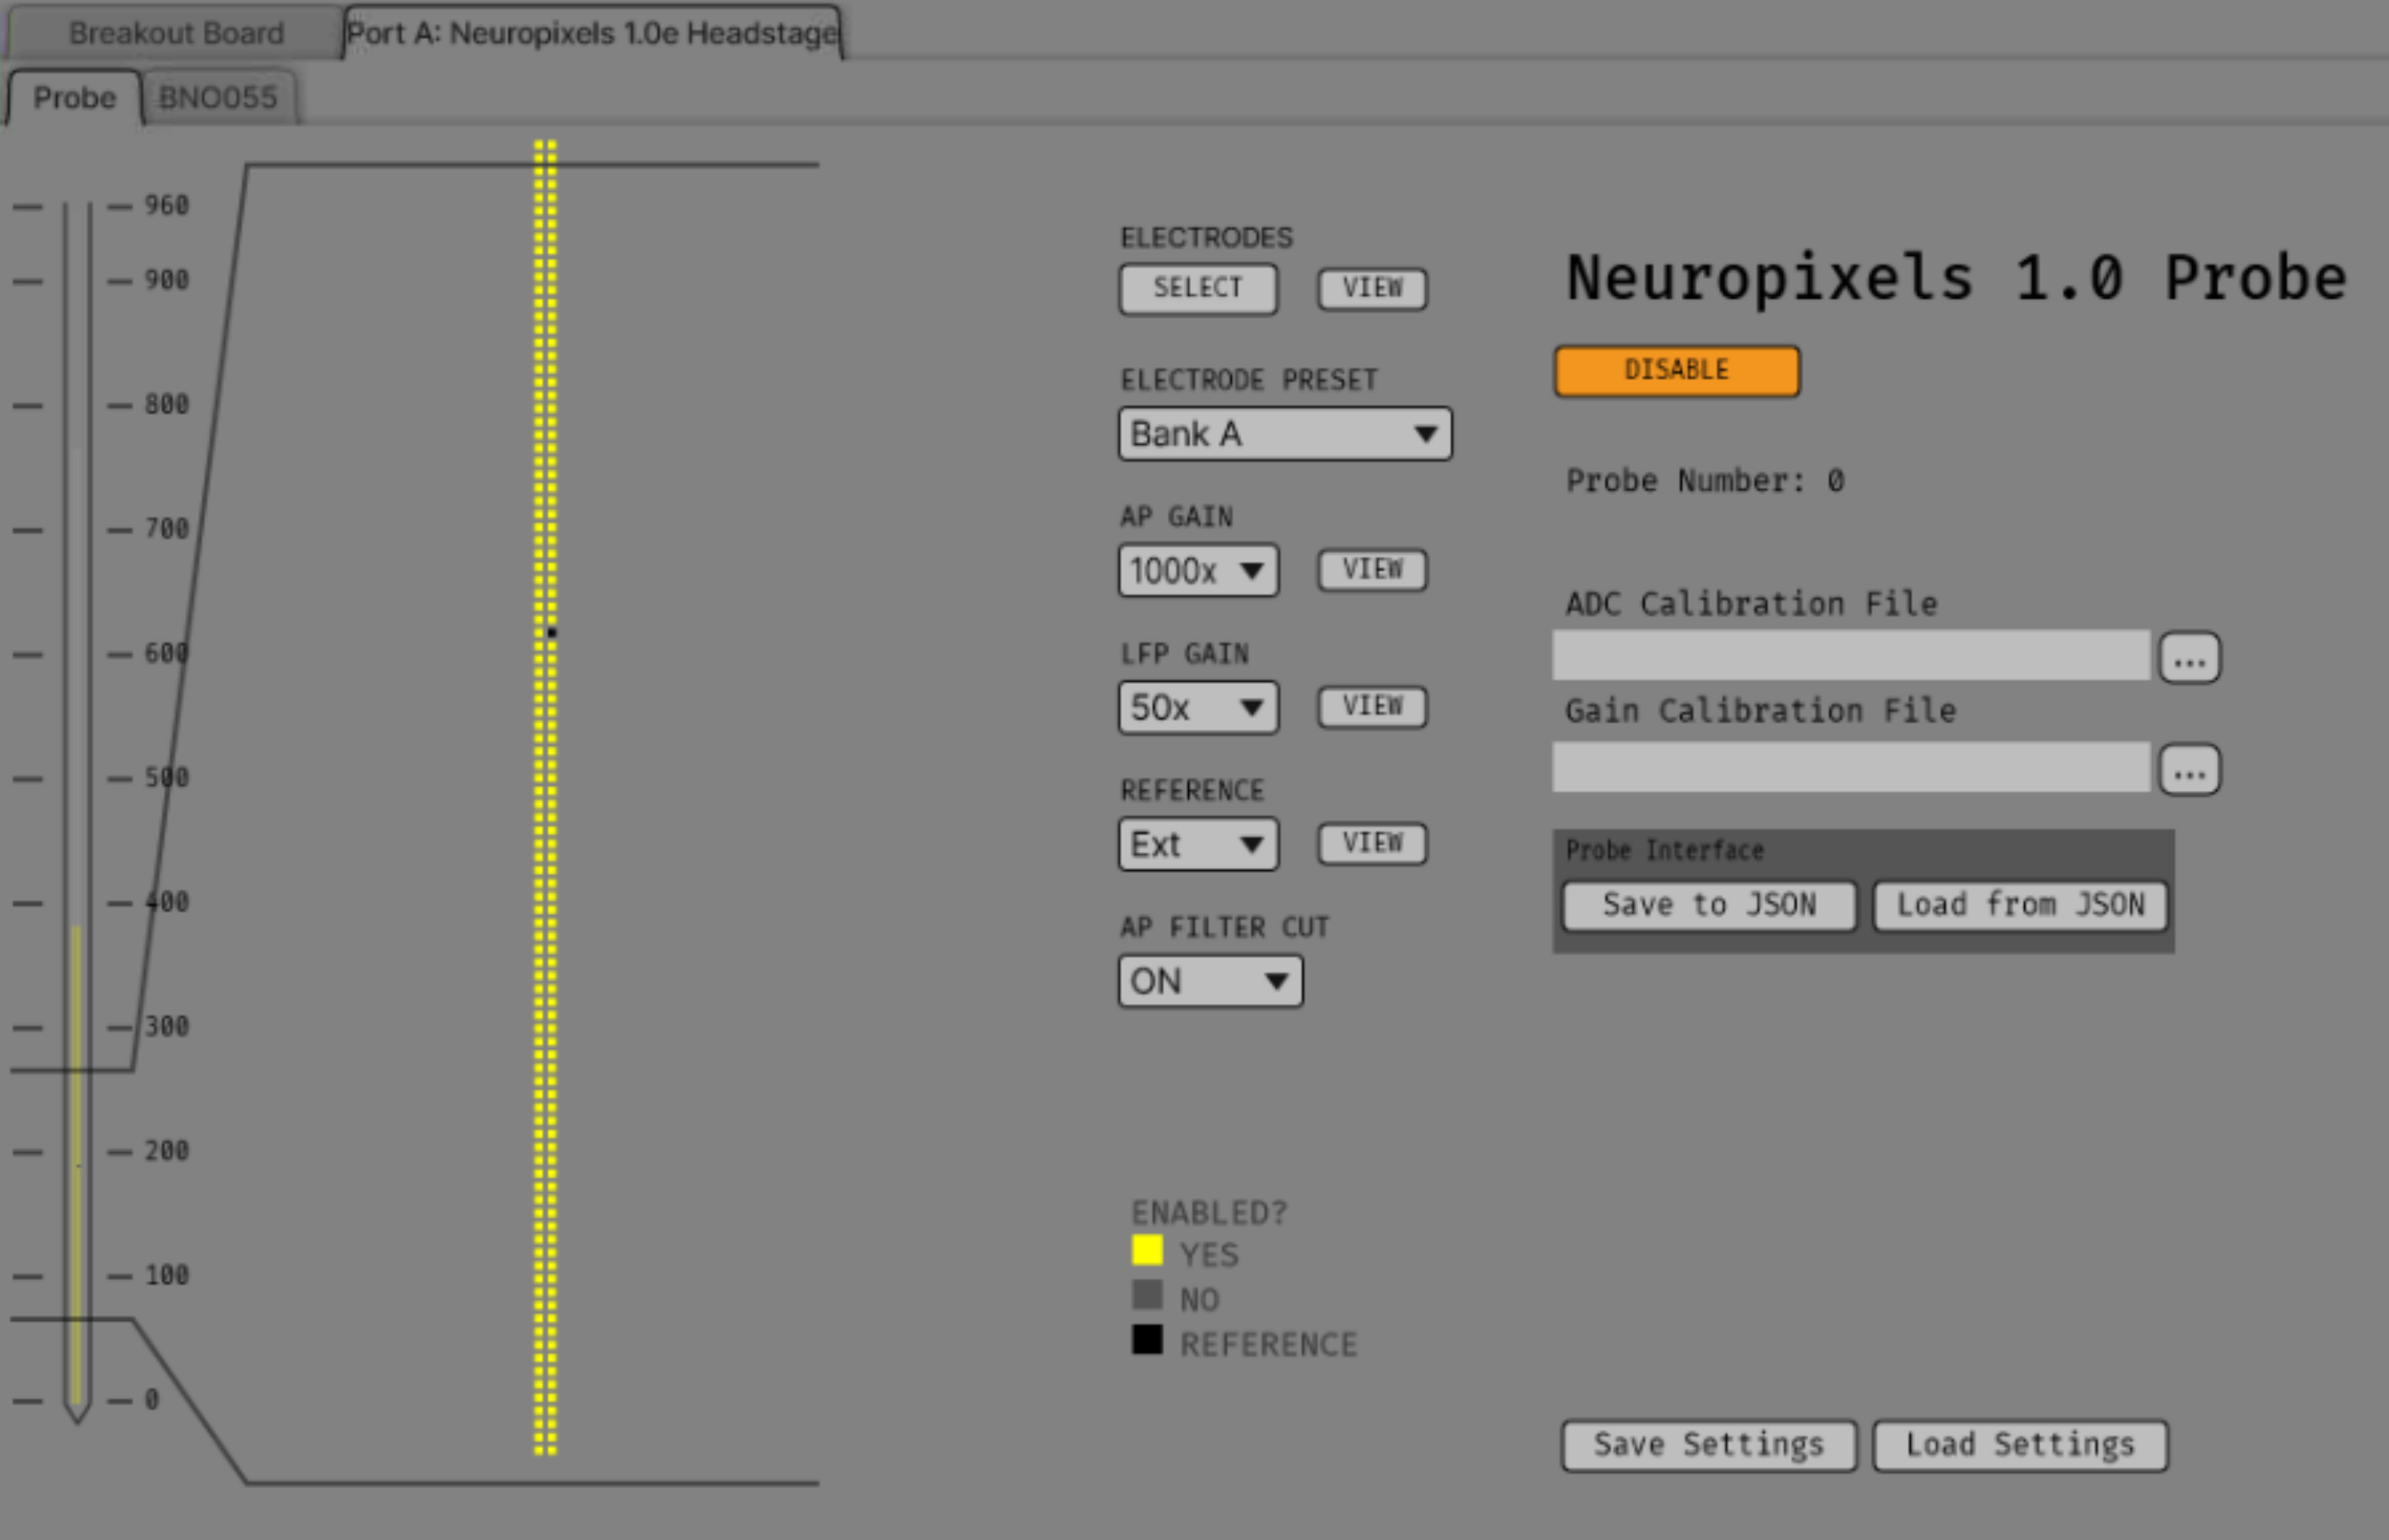 Breakout Board
Port A: Neuropixels 1.0e Headstage
Probe
BNO055
960
900
800
700
600
500
400
300
200
100
0
ELECTRODES
SELECT
VIEW
ELECTRODE PRESET
Bank A
AP GAIN
1000x
VIEW
LFP GAIN
50x
VIEW
REFERENCE
Ext
VIEW
AP FILTER CUT
ON
ENABLED?
YES
NO
REFERENCE
Neuropixels 1.0 Probe
DISABLE
Probe Number: 0
ADC Calibration File
...
Gain Calibration File
...
Probe Interface
Save to JSON
Load from JSON
Save Settings
Load Settings